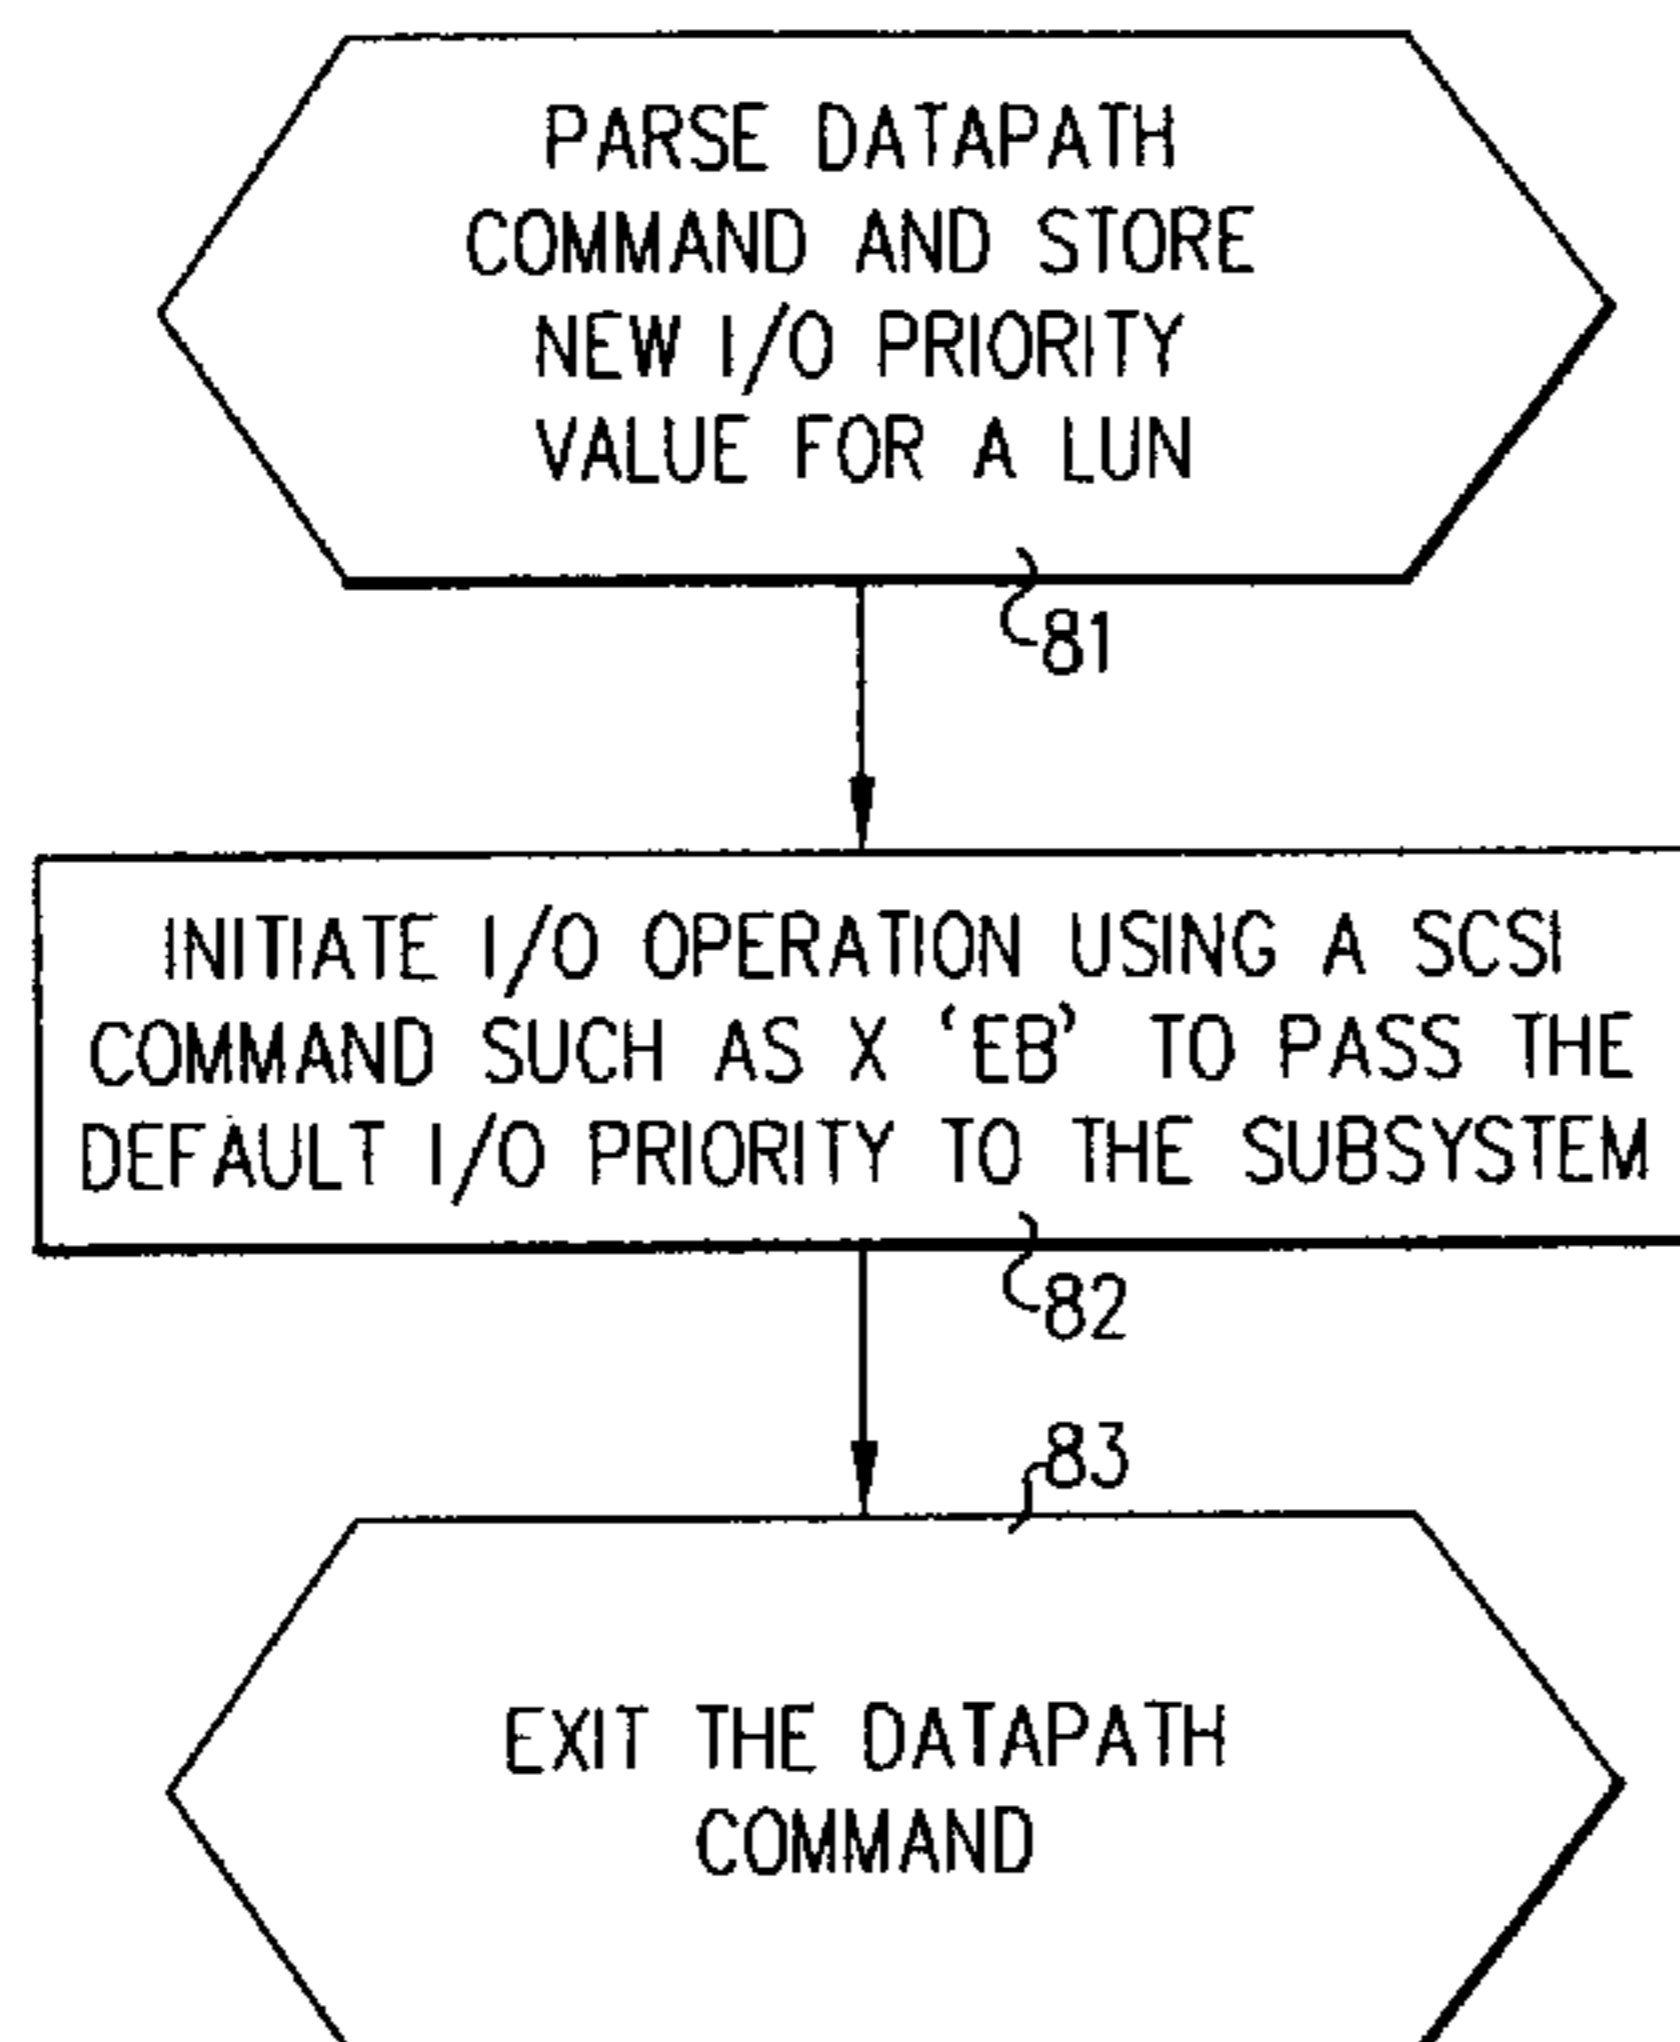 PARSE DATAPATH
COMMAND AND STORE
NEW I/O PRIORITY
VALUE FOR A LUN
81
INITIATE I/O OPERATION USING A SCSI
COMMAND SUCH AS X 'EB' TO PASS THE
DEFAULT I/O PRIORITY TO THE SUBSYSTEM
82
83
EXIT THE DATAPATH
COMMAND